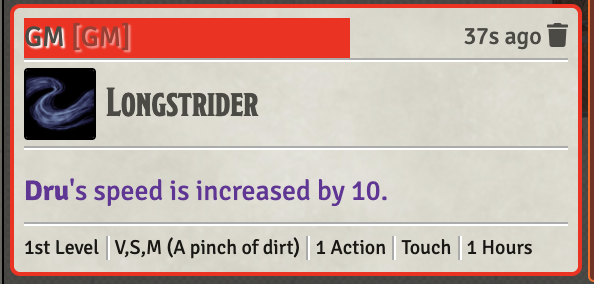 GM [GM] 37s ago
Longstrider
Dru's speed is increased by 10.
1st Level | V,S,M (A pinch of dirt) | 1 Action | Touch | 1 Hours